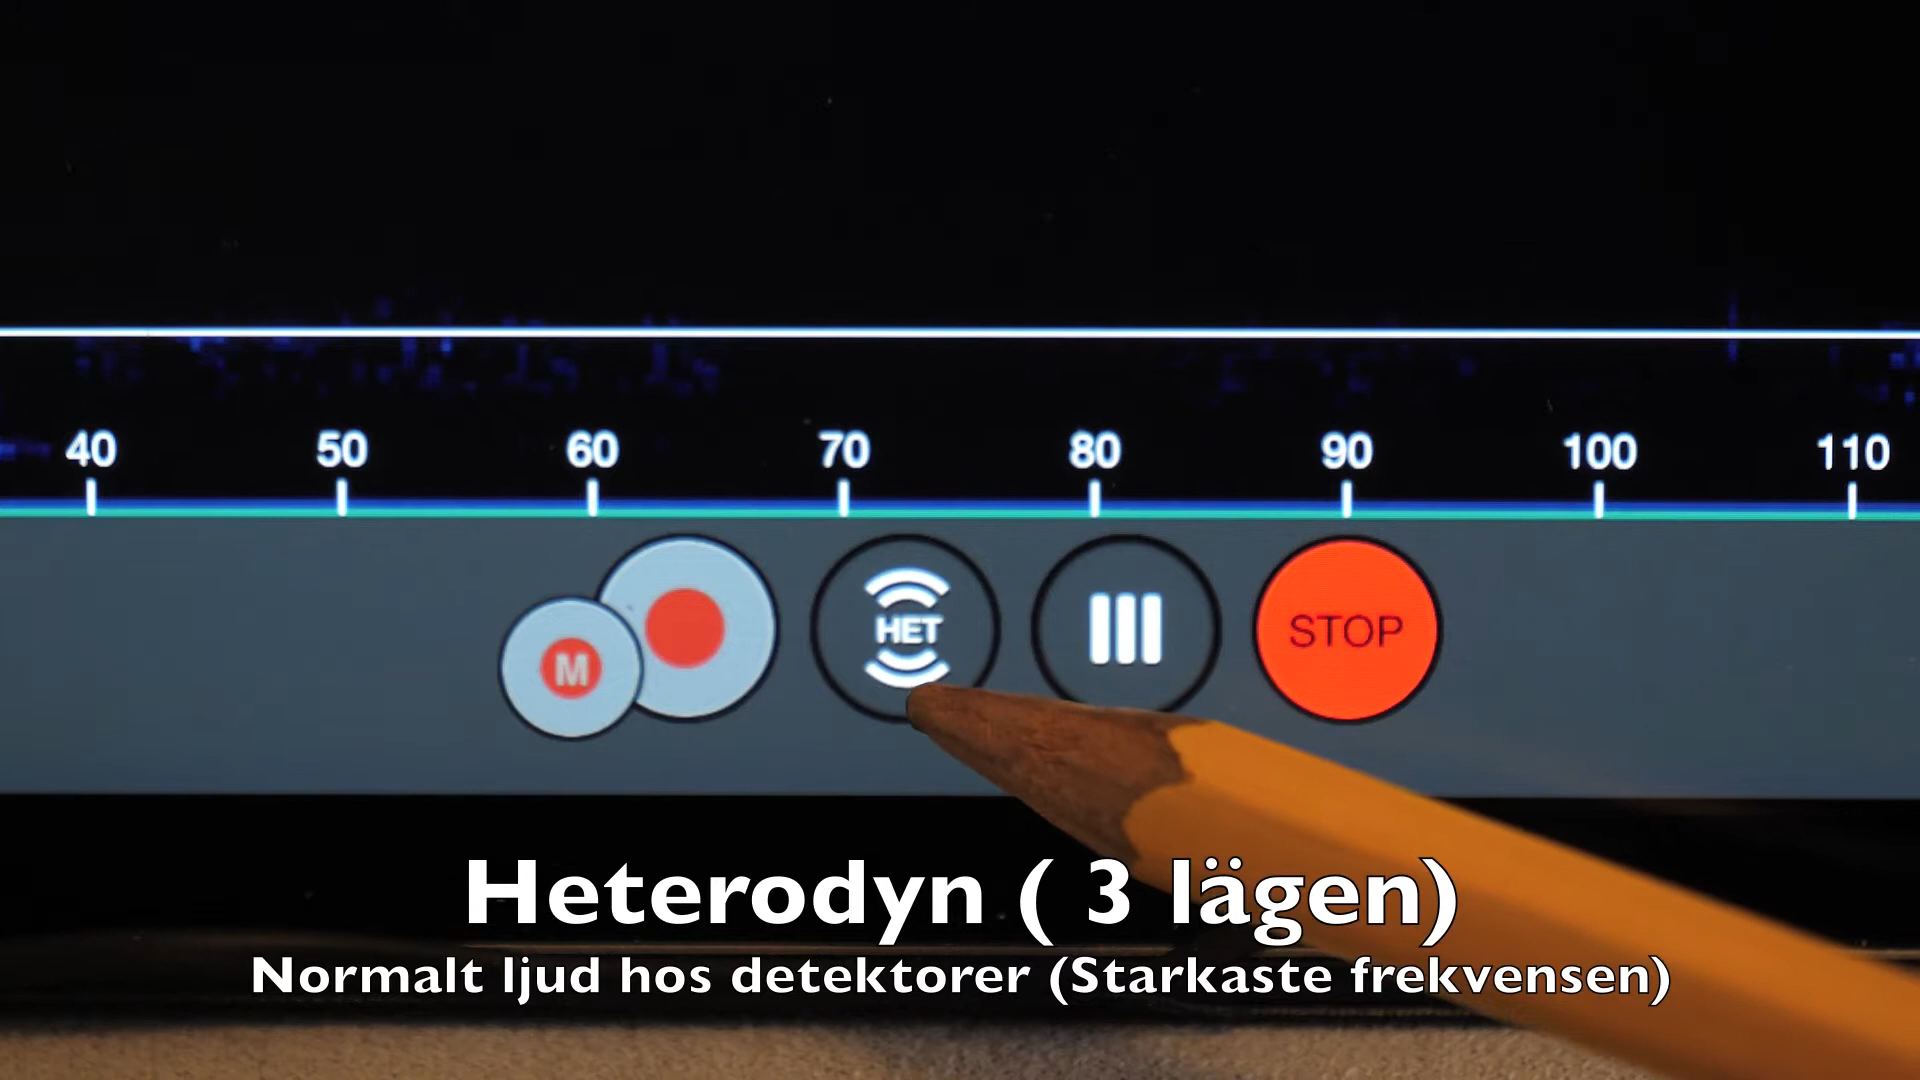 40 50 60 70 80 90 100 110
M HET STOP
Heterodyn ( 3 lägen)
Normalt ljud hos detektorer (Starkaste frekvensen)